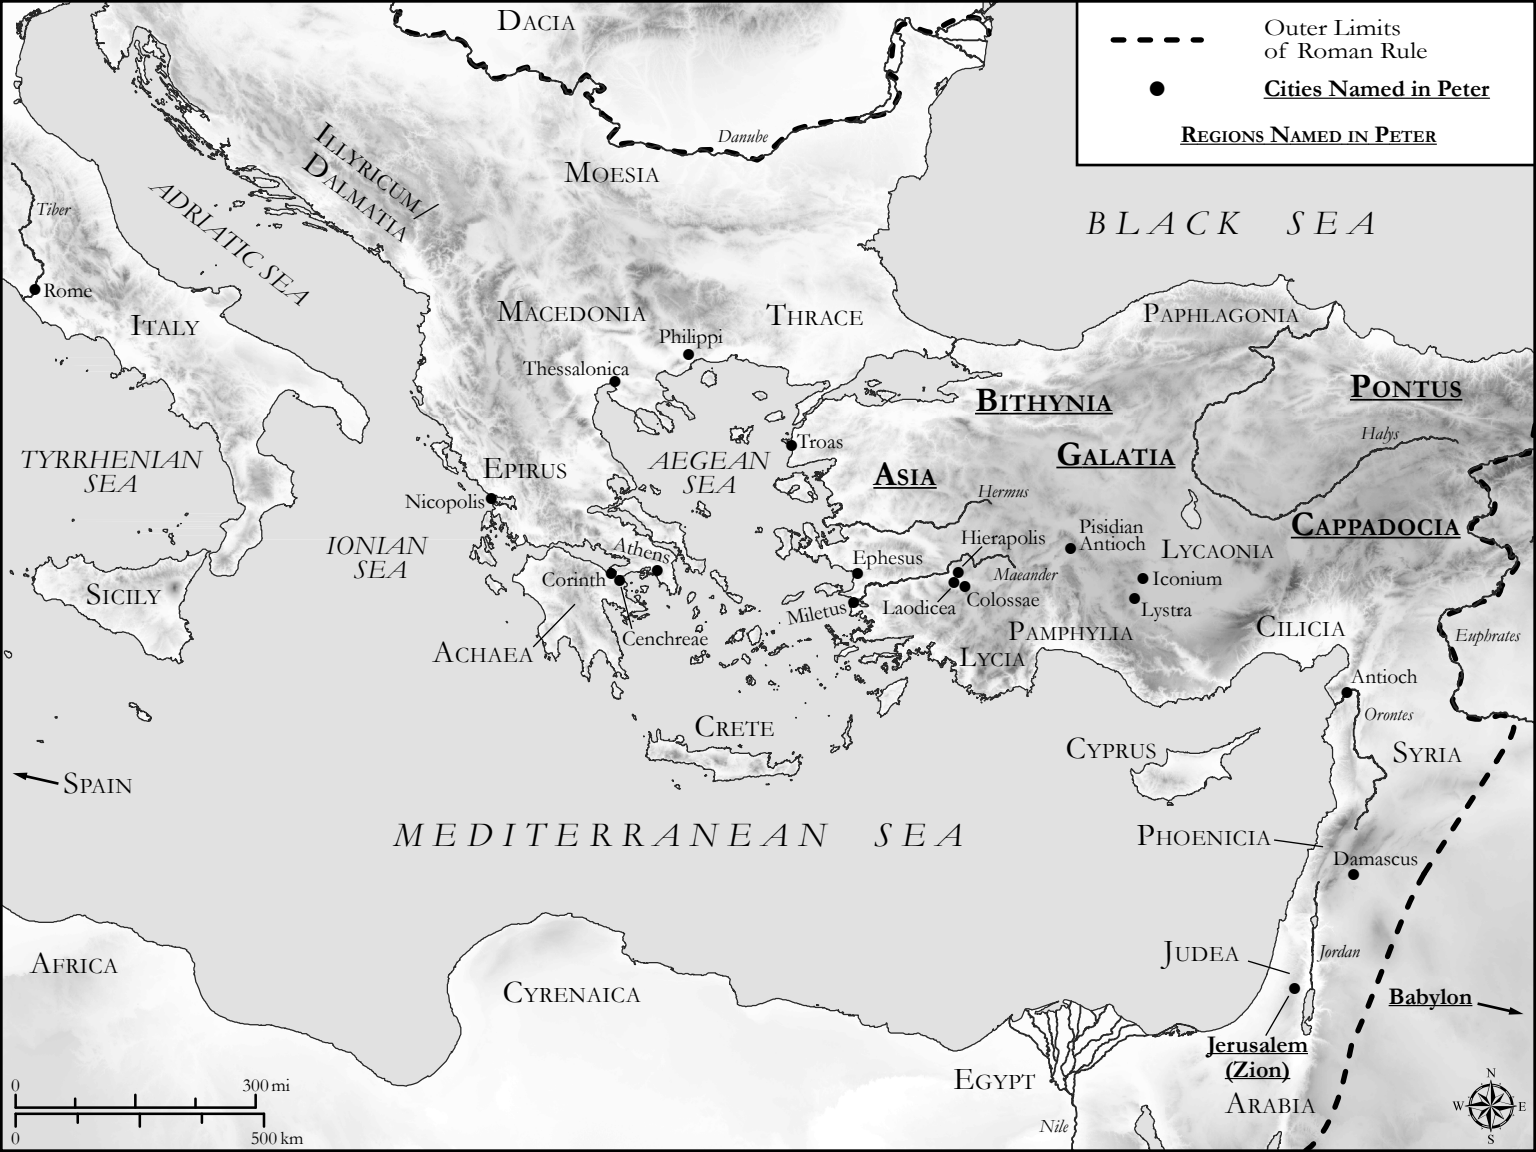 DACIA
Outer Limits
of Roman Rule
Cities Named in Peter
REGIONS NAMED IN PETER
Danube
ILLYRICUM/
DALMATIA
MOESIA
Tiber
ADRIATIC SEA
BLACK SEA
Rome
ITALY
MACEDONIA
THRACE
PAPHLAGONIA
Philippi
Thessalonica
BITHYNIA
PONTUS
Halys
Troas
TYRRHENIAN
SEA
EPIRUS
AEGEAN
SEA
ASIA
GALATIA
Hermus
Nicopolis
CAPPADOCIA
IONIAN
SEA
Athens
Ephesus
Hierapolis
Pisidian
Antioch
LYCAONIA
Corinth
Maeander
Iconium
SICILY
Miletus
Laodicea
Colossae
Lystra
Cenchreae
PAMPHYLIA
CILICIA
Euphrates
ACHAEA
LYCIA
Antioch
Orontes
CRETE
CYPRUS
SYRIA
SPAIN
MEDITERRANEAN SEA
PHOENICIA
Damascus
AFRICA
CYRENAICA
JUDEA
Jordan
Babylon
Jerusalem
(Zion)
EGYPT
ARABIA
Nile
0 300 mi
0 500 km
N
W E
S